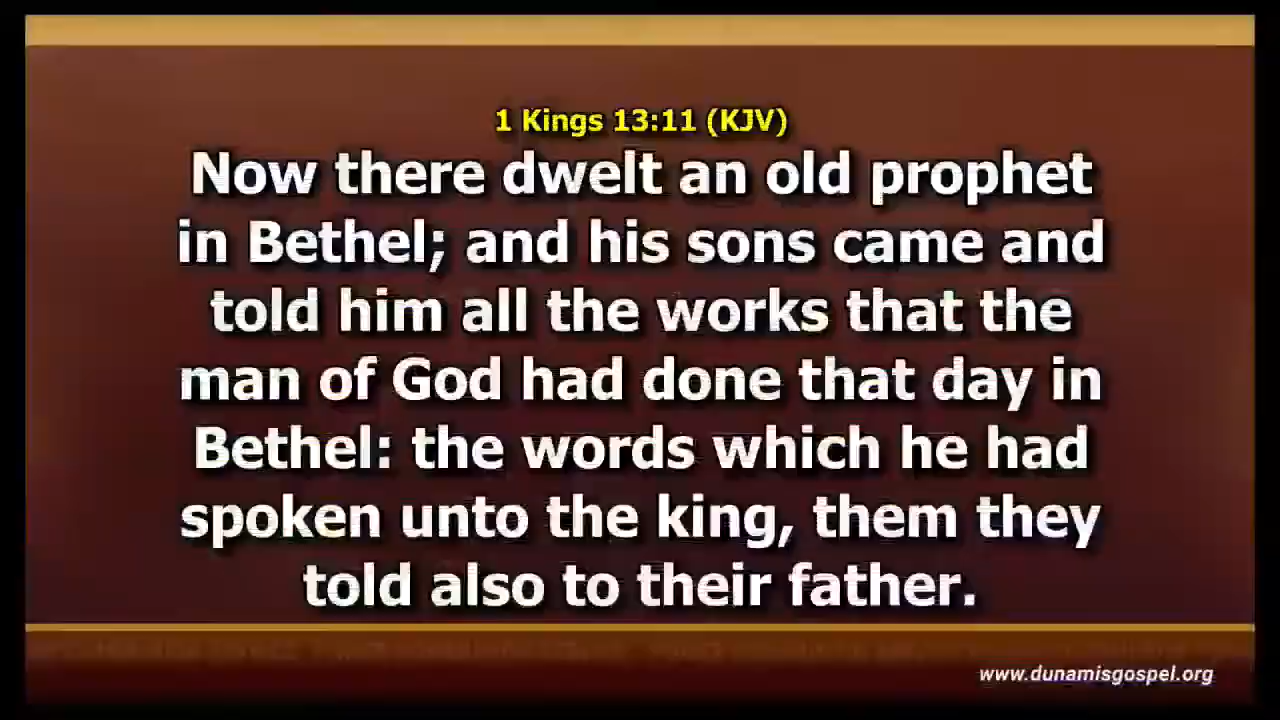 1 Kings 13:11 (KJV)
Now there dwelt an old prophet
in Bethel; and his sons came and
told him all the works that the
man of God had done that day in
Bethel: the words which he had
spoken unto the king, them they
told also to their father.
www.dunamisgospel.org